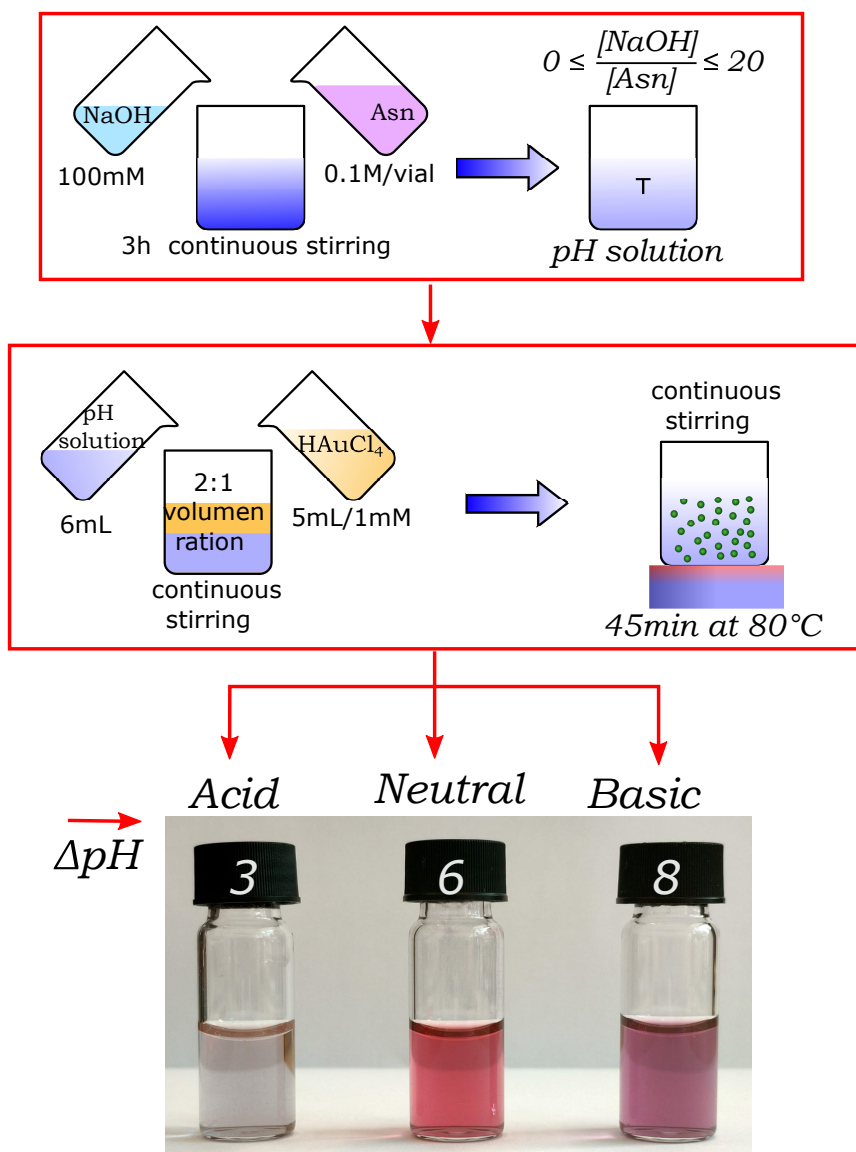 0 ≤ [NaOH]/[Asn] ≤ 20
NaOH
Asn
100mM
0.1M/vial
T
3h continuous stirring
pH solution
continuous
stirring
pH
solution
HAuCl₄
2:1
volumen
ration
6mL
5mL/1mM
continuous
stirring
45min at 80°C
Acid
Neutral
Basic
ΔpH
3
6
8